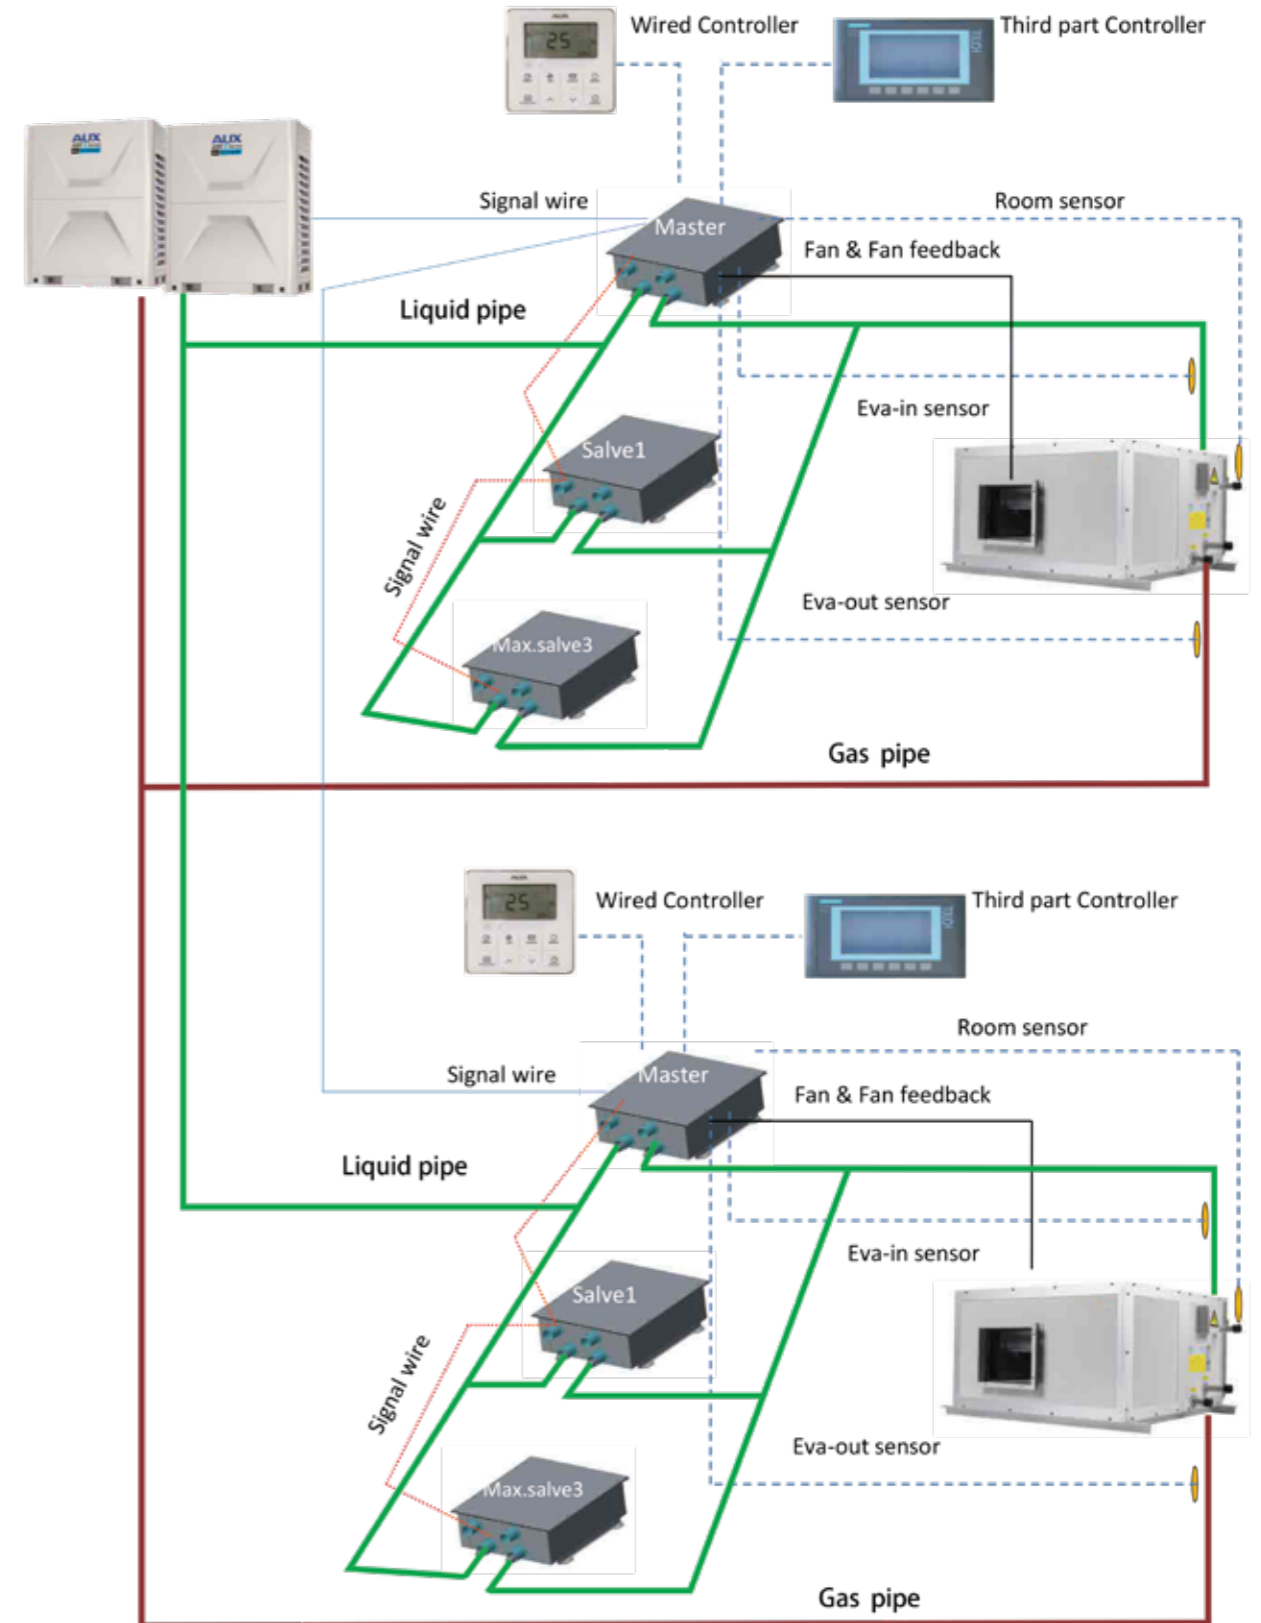 Wired Controller
Third part Controller
AUX
25
AUX
AUX
Signal wire
Room sensor
Master
Fan & Fan feedback
Liquid pipe
Eva-in sensor
Salve1
Signal wire
Eva-out sensor
Max.salve3
Gas pipe
AUX
25
Wired Controller
Third part Controller
Room sensor
Signal wire
Master
Fan & Fan feedback
Liquid pipe
Eva-in sensor
Salve1
Signal wire
Eva-out sensor
Max.salve3
Gas pipe